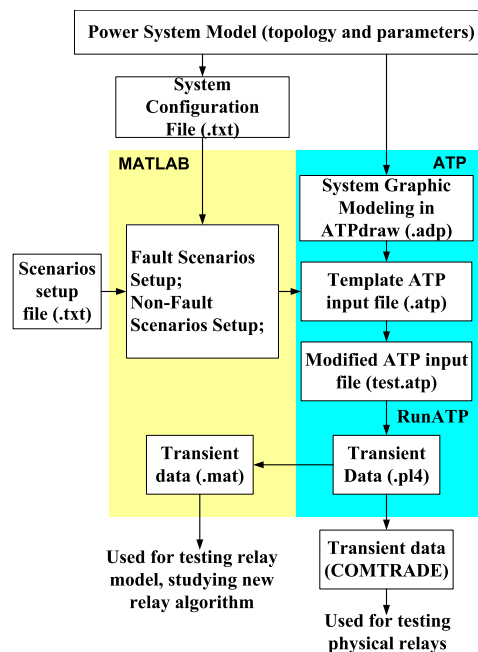 Power System Model (topology and parameters)
System
Configuration
File (.txt)
MATLAB
ATP
System Graphic
Modeling in
ATPdraw (.adp)
Scenarios
setup
file (.txt)
Fault Scenarios
Setup;
Non-Fault
Scenarios Setup;
Template ATP
input file (.atp)
Modified ATP input
file (test.atp)
RunATP
Transient
data (.mat)
Transient
Data (.pl4)
Used for testing relay
model, studying new
relay algorithm
Transient data
(COMTRADE)
Used for testing
physical relays